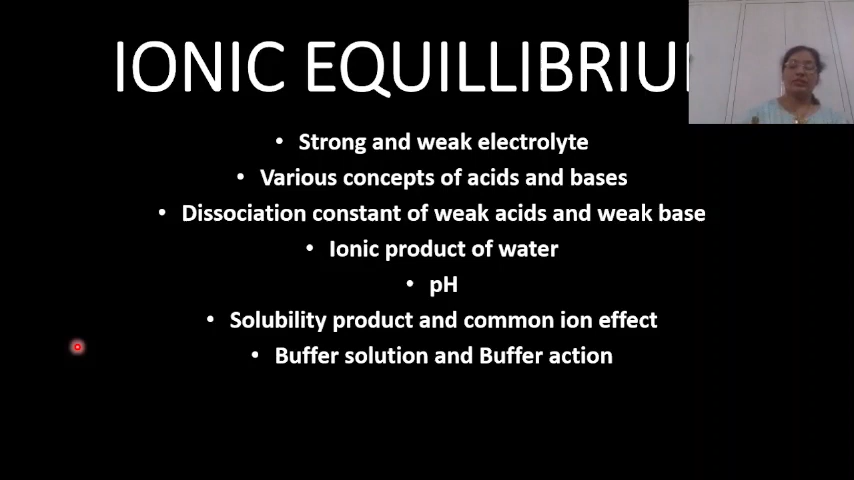 IONIC EQUILLIBRIU
• Strong and weak electrolyte
• Various concepts of acids and bases
• Dissociation constant of weak acids and weak base
• Ionic product of water
• pH
• Solubility product and common ion effect
• Buffer solution and Buffer action